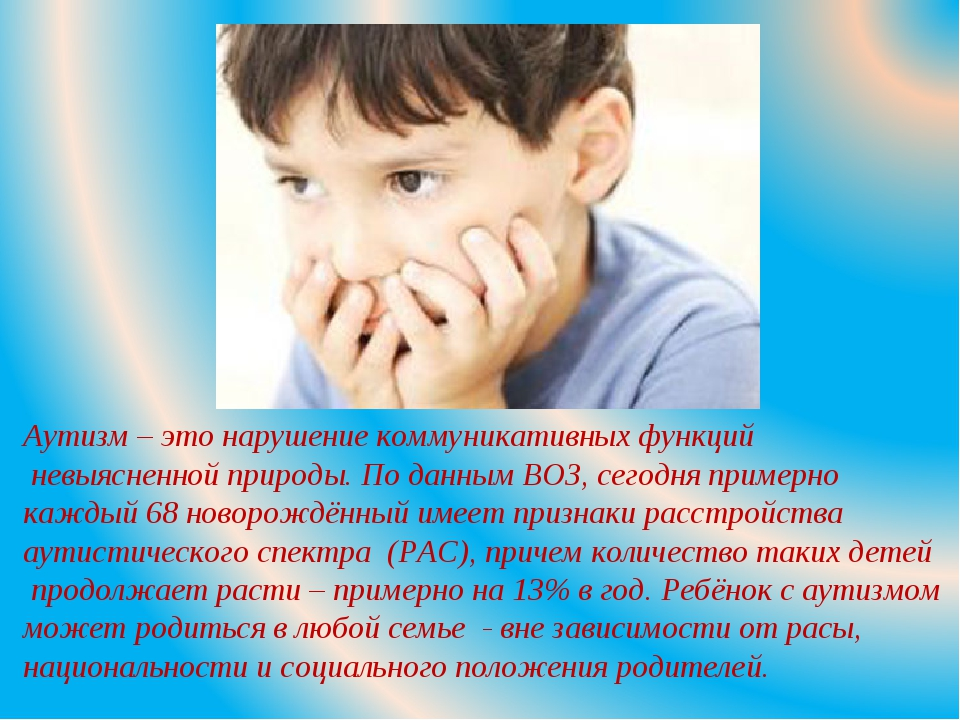 Аутизм – это нарушение коммуникативных функций
невыясненной природы. По данным ВОЗ, сегодня примерно
каждый 68 новорождённый имеет признаки расстройства
аутистического спектра (РАС), причем количество таких детей
продолжает расти – примерно на 13% в год. Ребёнок с аутизмом
может родиться в любой семье - вне зависимости от расы,
национальности и социального положения родителей.